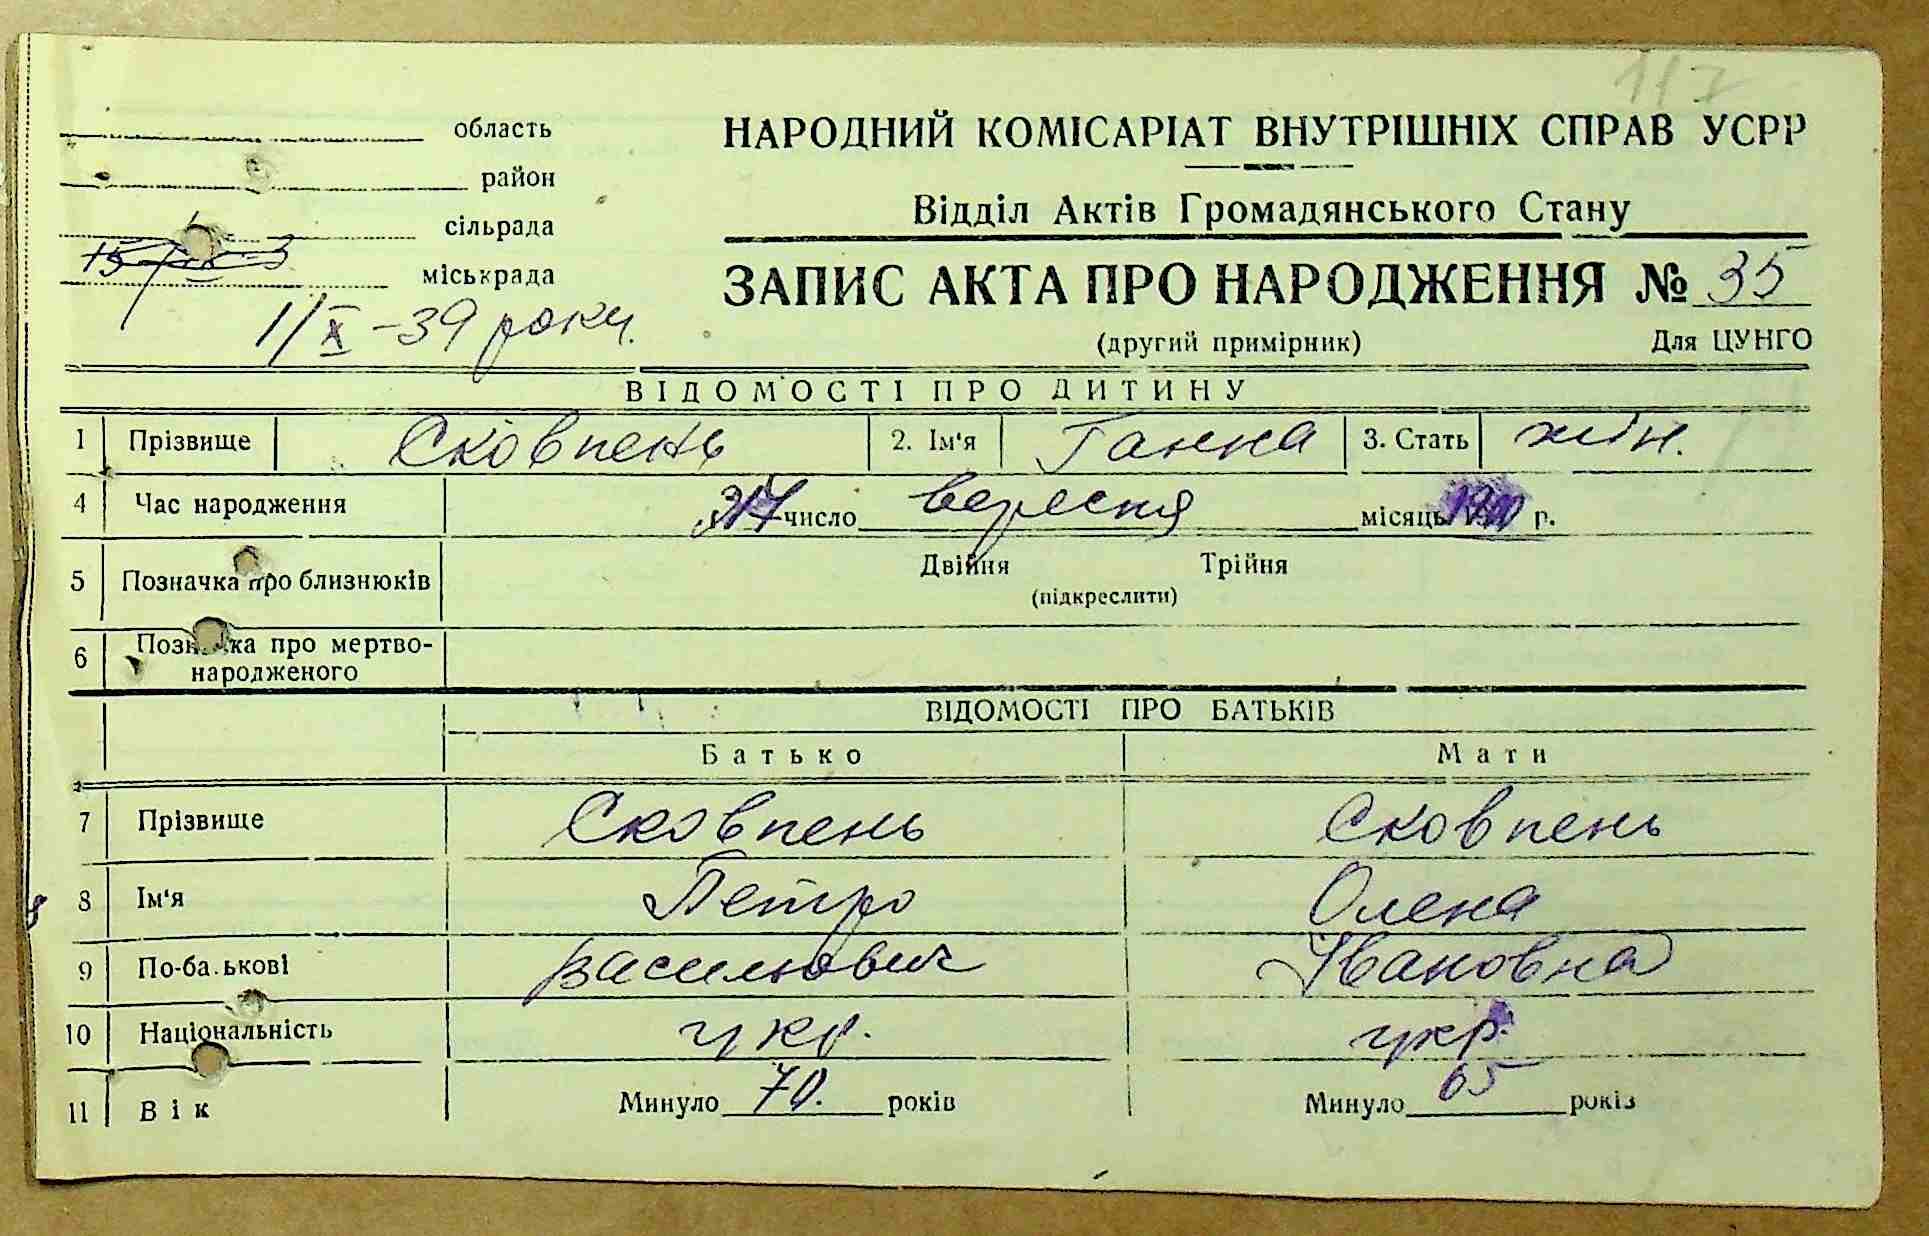 117
область
район
сільрада
міськрада
1/X – 39 року.
НАРОДНИЙ КОМІСАРІАТ ВНУТРІШНІХ СПРАВ УСРР
Відділ Актів Громадянського Стану
ЗАПИС АКТА ПРО НАРОДЖЕННЯ № 35
(другий примірник) Для ЦУНГО
ВІДОМОСТІ ПРО ДИТИНУ
1 Прізвище Сковпень 2. Ім'я Ганна 3. Стать жін.
4 Час народження число вересня місяць р.
5 Позначка про близнюків Двійня Трійня
(підкреслити)
6 Позначка про мертво-
народженого
ВІДОМОСТІ ПРО БАТЬКІВ
Батько Мати
7 Прізвище Сковпень Сковпень
8 Ім'я Петро Олена
9 По-ба.ькові Васильович Івановна
10 Національність укр. укр.
11 Вік Минуло 70. років Минуло 65 років